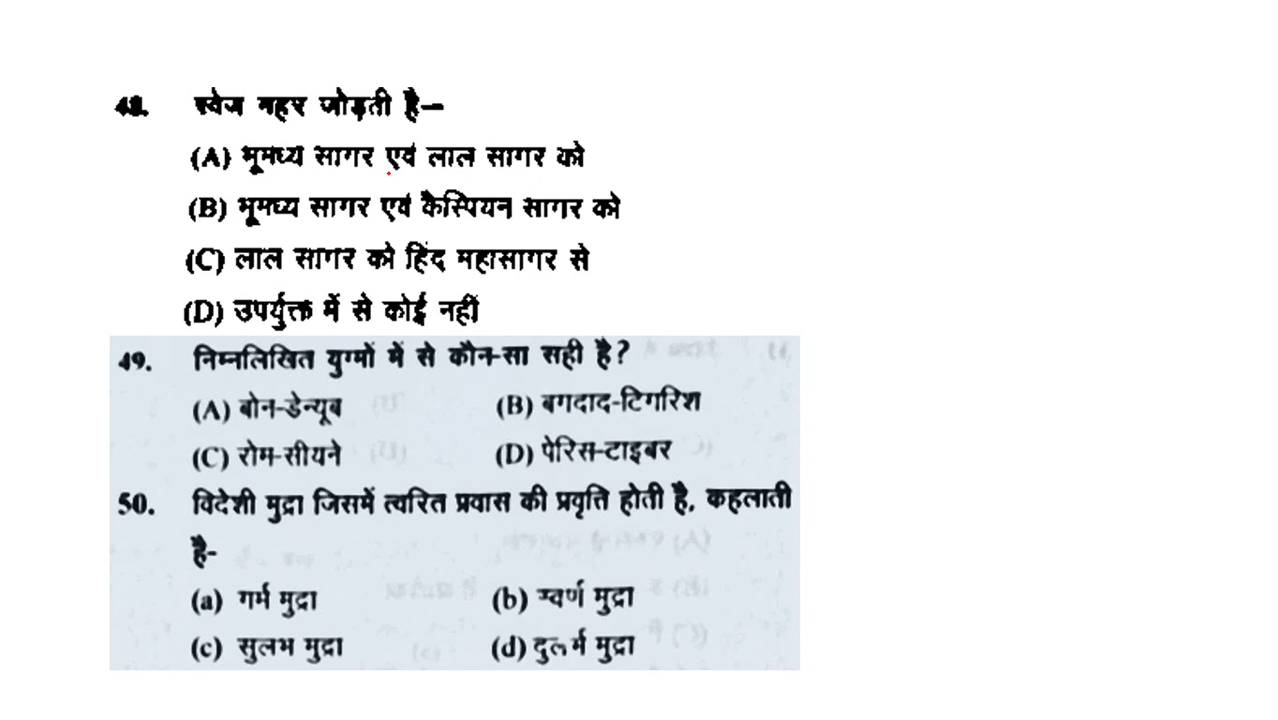 48. स्वेज नहर जोड़ती है–
(A) भूमध्य सागर एवं लाल सागर को
(B) भूमध्य सागर एवं कैस्पियन सागर को
(C) लाल सागर को हिंद महासागर से
(D) उपर्युक्त में से कोई नहीं
49. निम्नलिखित युग्मों में से कौन-सा सही है?
(A) बोन-डेन्यूब (B) बगदाद-टिगरिश
(C) रोम-सीयने (D) पेरिस-टाइबर
50. विदेशी मुद्रा जिसमें त्वरित प्रवास की प्रवृत्ति होती है, कहलाती
है-
(a) गर्म मुद्रा (b) स्वर्ण मुद्रा
(c) सुलभ मुद्रा (d) दुर्लभ मुद्रा